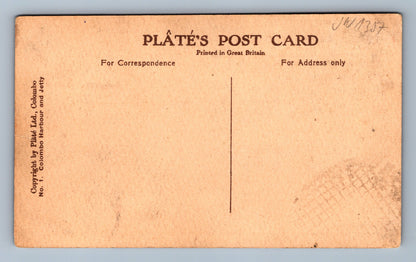 PLÂTÉ'S POST CARD
Printed in Great Britain
For Correspondence
For Address only
Copyright by Plâté Ltd., Colombo
No. 1. Colombo Harbour and Jetty